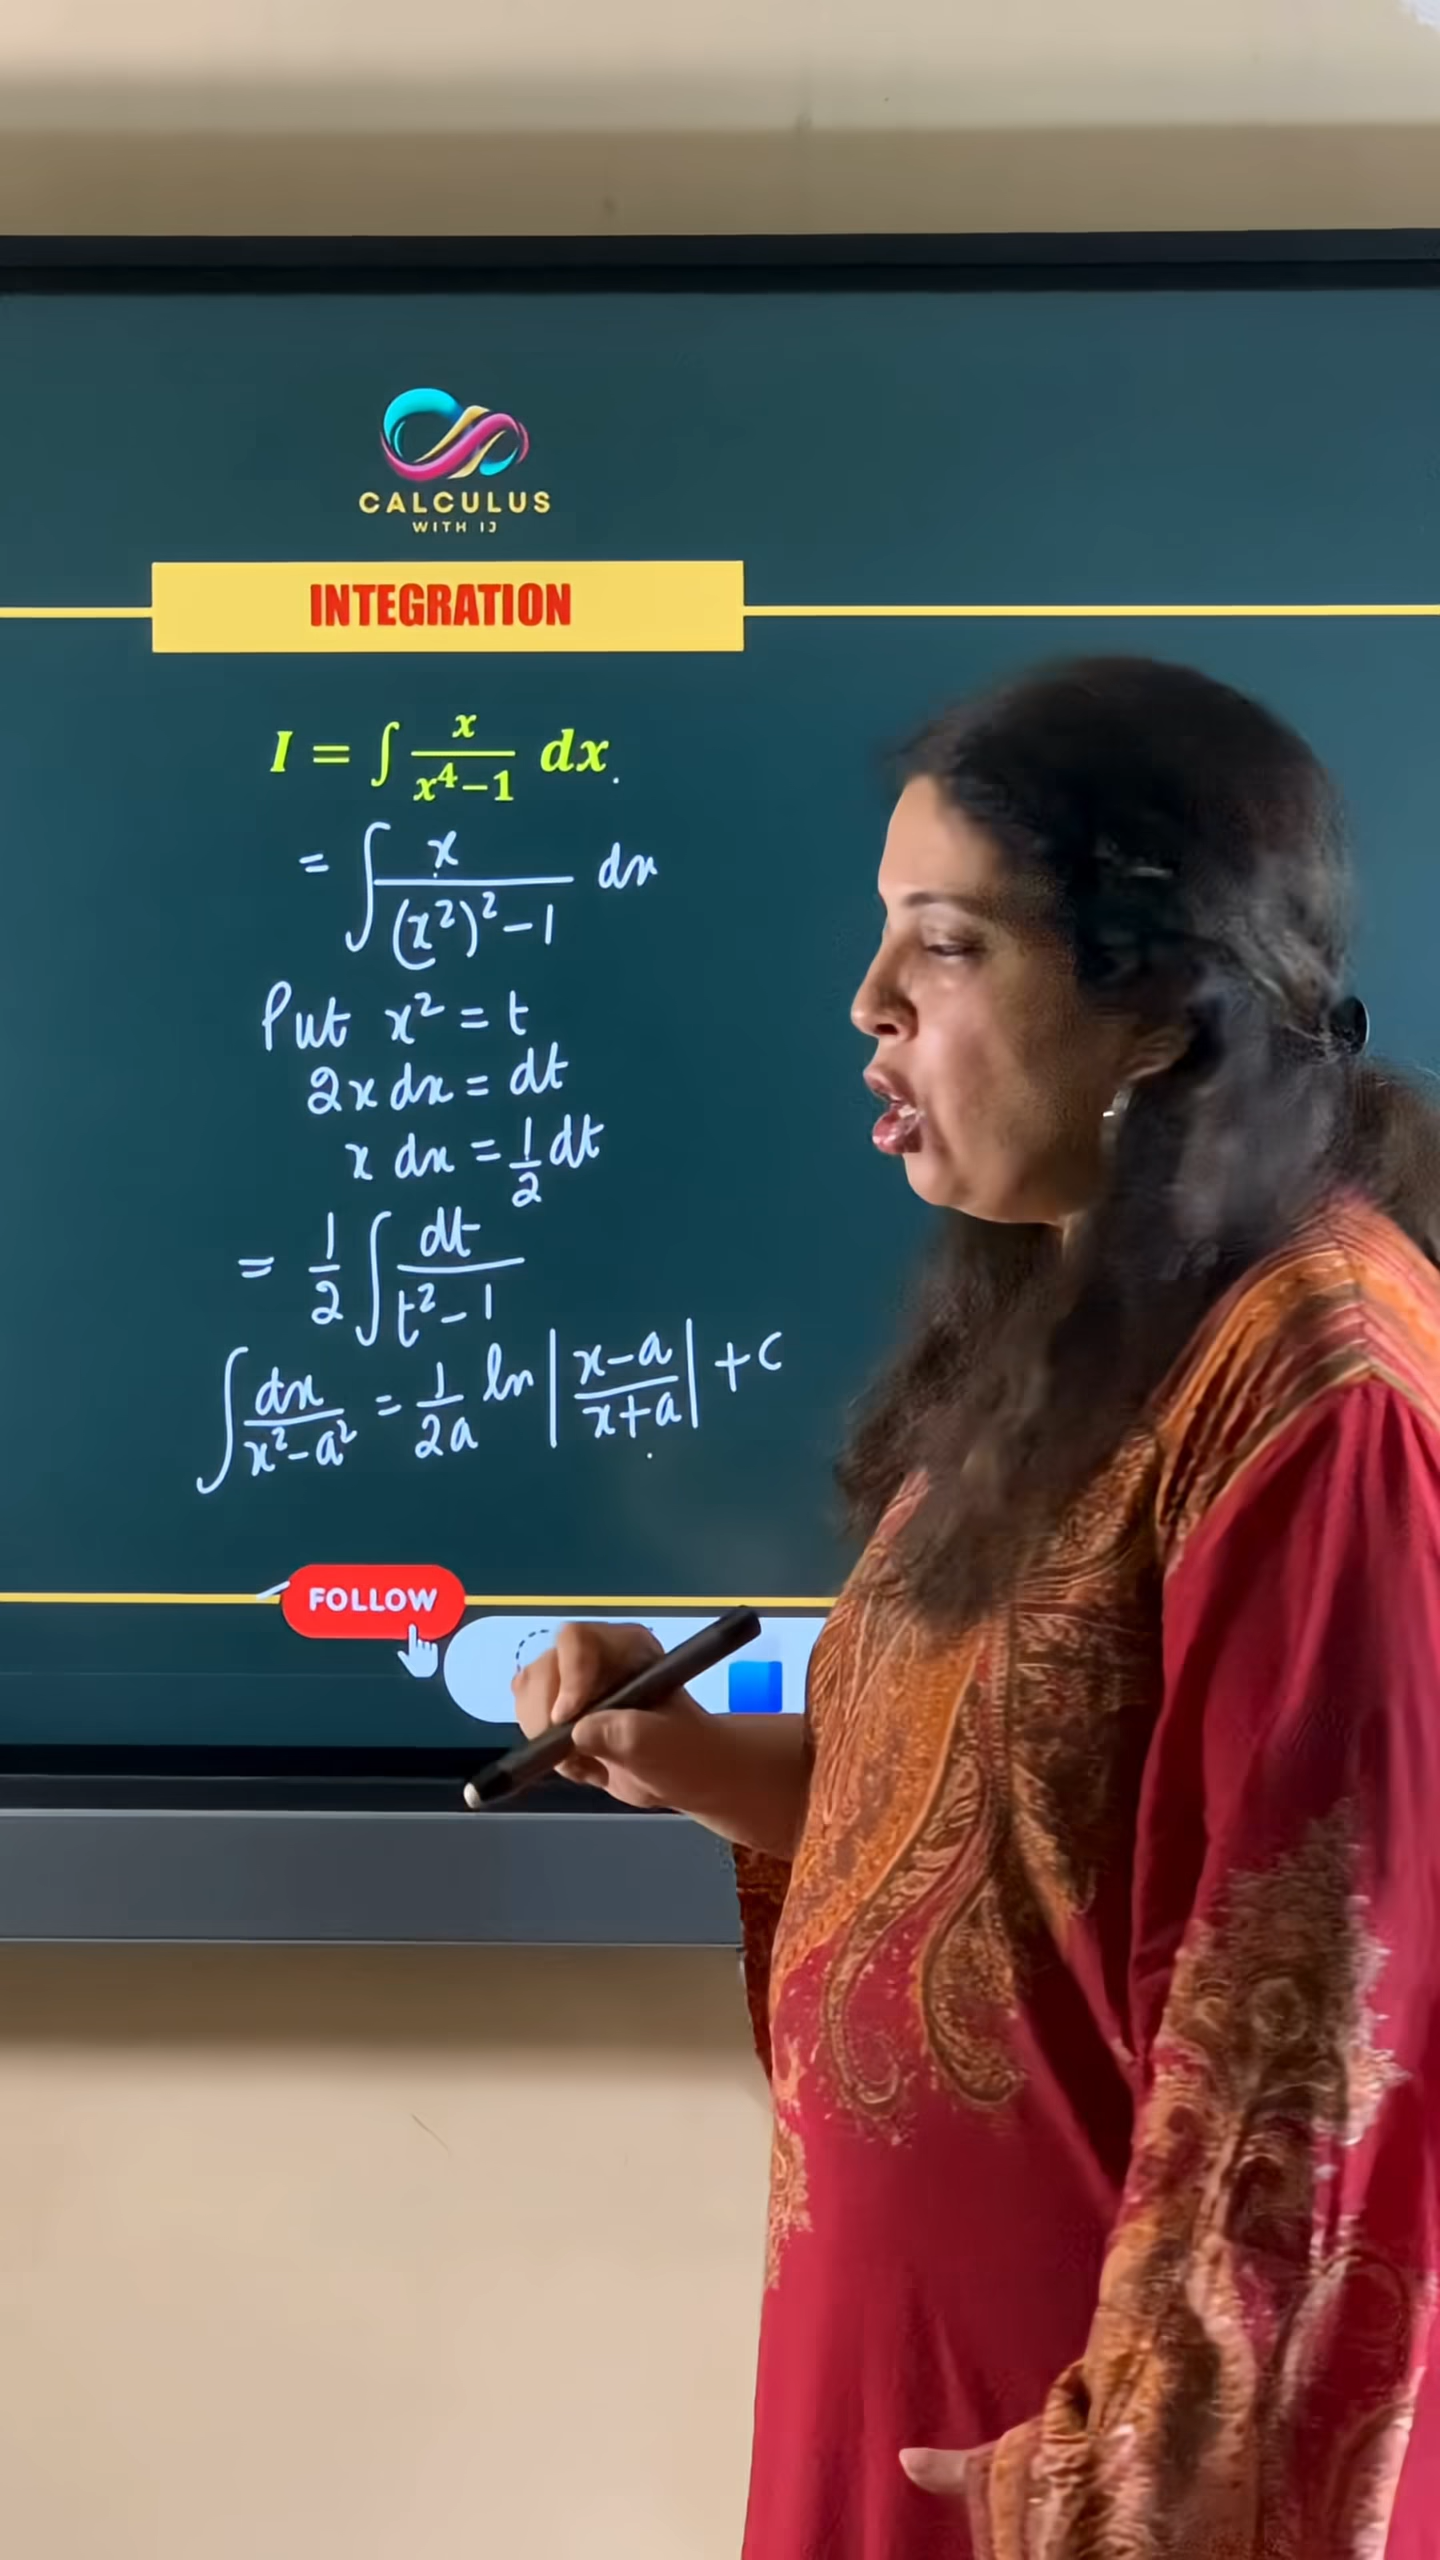 CALCULUS
WITH IJ
INTEGRATION
I = ∫ x/(x⁴−1) dx.
= ∫ x/((x²)²−1) dx
Put x² = t
2x dx = dt
x dx = 1/2 dt
= 1/2 ∫ dt/(t²−1)
∫ dx/(x²−a²) = 1/(2a) ln |(x−a)/(x+a)| + c
FOLLOW